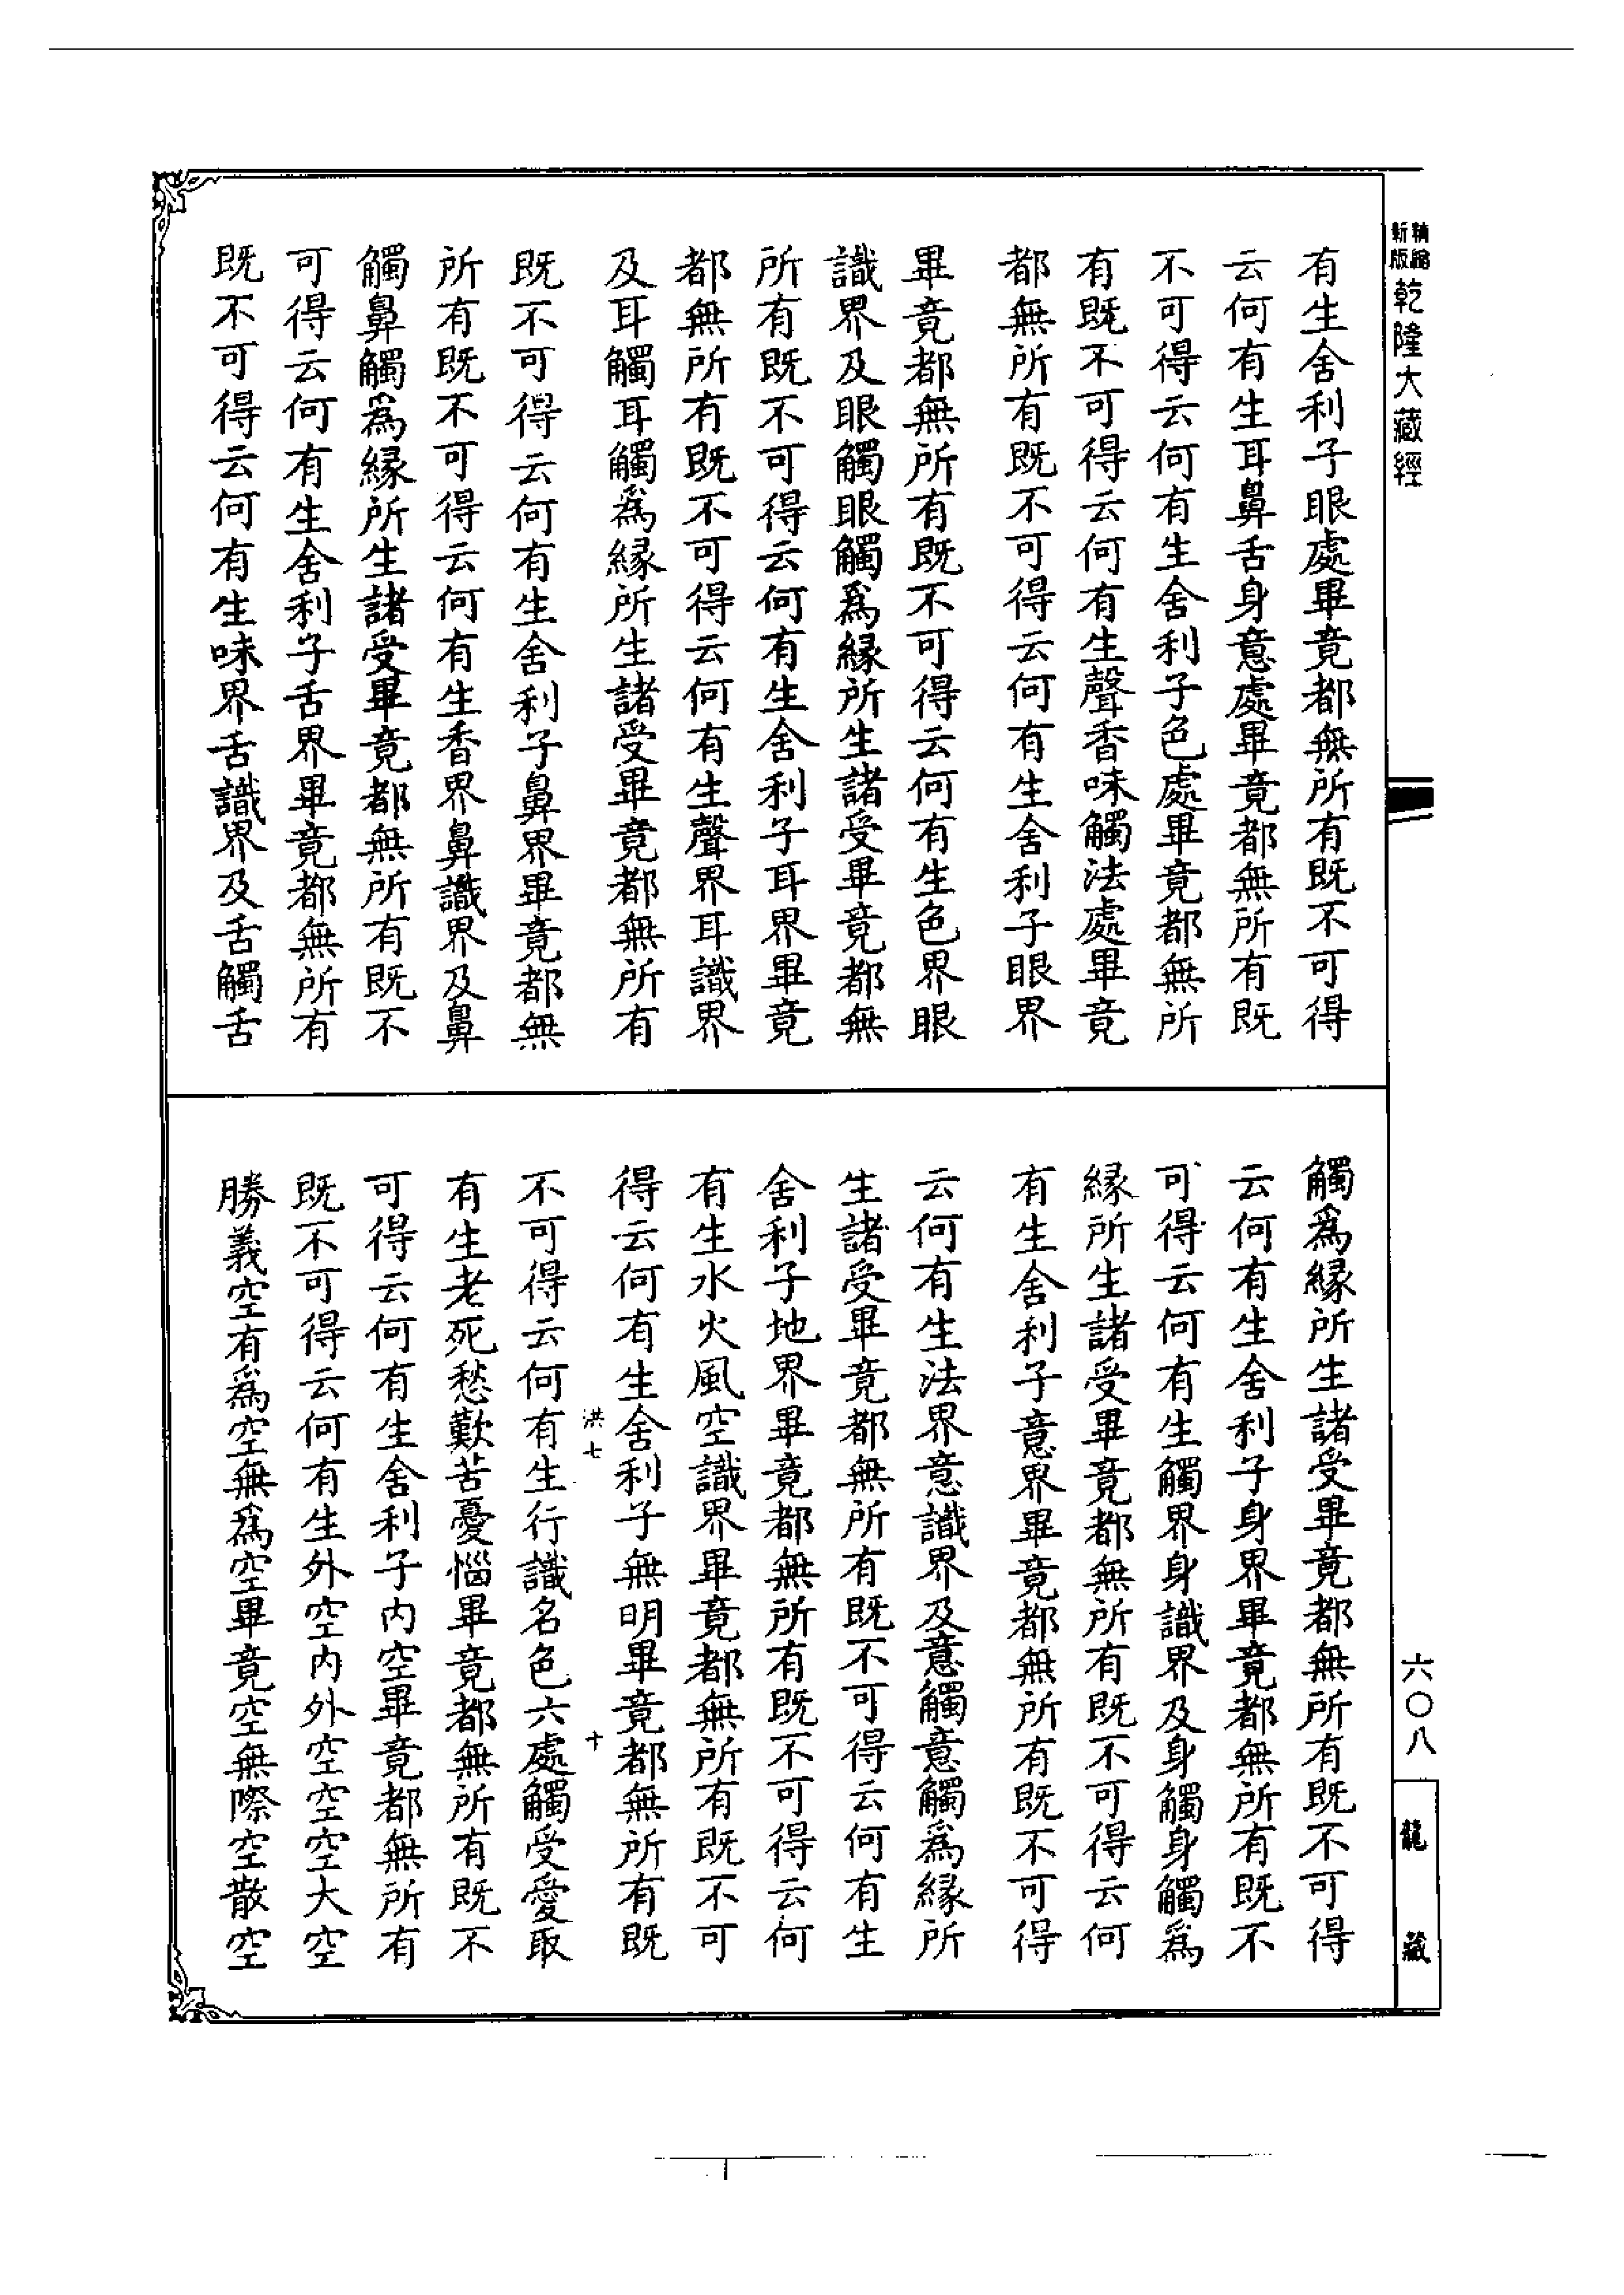 新版
精縮
乾隆大藏經
有生舍利子眼處畢竟都無所有既不可得
云何有生耳鼻舌身意處畢竟都無所有既
不可得云何有生舍利子色處畢竟都無所
有既不可得云何有生聲香味觸法處畢竟
都無所有既不可得云何有生舍利子眼界
畢竟都無所有既不可得云何有生色界眼
識界及眼觸眼觸爲緣所生諸受畢竟都無
所有既不可得云何有生舍利子耳界畢竟
都無所有既不可得云何有生聲界耳識界
及耳觸耳觸爲緣所生諸受畢竟都無所有
既不可得云何有生舍利子鼻界畢竟都無
所有既不可得云何有生香界鼻識界及鼻
觸鼻觸爲緣所生諸受畢竟都無所有既不
可得云何有生舍利子舌界畢竟都無所有
既不可得云何有生味界舌識界及舌觸舌
觸爲緣所生諸受畢竟都無所有既不可得
云何有生舍利子身界畢竟都無所有既不
可得云何有生觸界身識界及身觸身觸爲
緣所生諸受畢竟都無所有既不可得云何
有生舍利子意界畢竟都無所有既不可得
云何有生法界意識界及意觸意觸爲緣所
生諸受畢竟都無所有既不可得云何有生
舍利子地界畢竟都無所有既不可得云何
有生水火風空識界畢竟都無所有既不可
得云何有生舍利子無明畢竟都無所有既
洪七
十
不可得云何有生行識名色六處觸受愛取
有生老死愁歎苦憂惱畢竟都無所有既不
可得云何有生舍利子內空畢竟都無所有
既不可得云何有生外空內外空空空大空
勝義空有爲空無爲空畢竟空無際空散空
六〇八
龍藏